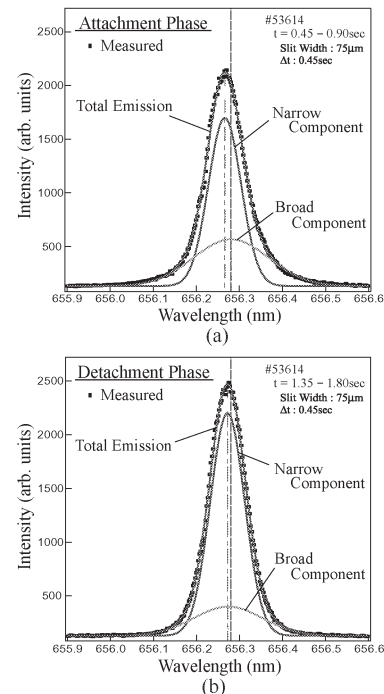 Attachment Phase
#53614
t = 0.45 – 0.90sec
Slit Width : 75μm
Δt : 0.45sec
Measured
Total Emission
Narrow
Component
Broad
Component
Intensity (arb. units)
2500
2000
1500
1000
500
655.9 656.0 656.1 656.2 656.3 656.4 656.5 656.6
Wavelength (nm)
(a)
Detachment Phase
#53614
t = 1.35 – 1.80sec
Slit Width : 75μm
Δt : 0.45sec
Measured
Total Emission
Narrow
Component
Broad
Component
Intensity (arb. units)
2500
2000
1500
1000
500
655.9 656.0 656.1 656.2 656.3 656.4 656.5 656.6
Wavelength (nm)
(b)